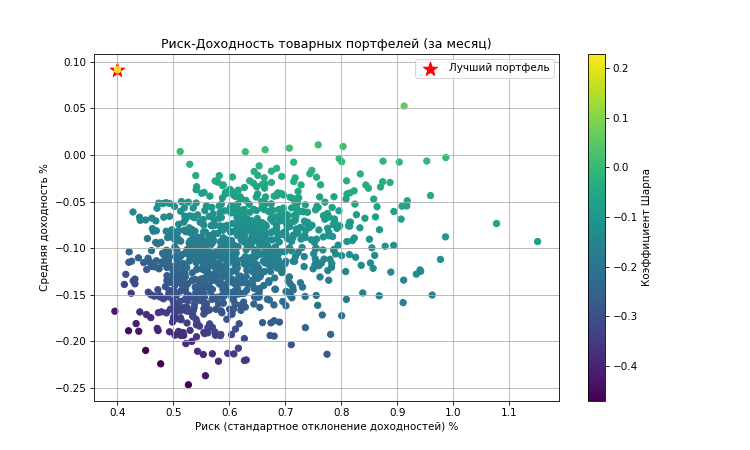 Риск-Доходность товарных портфелей (за месяц)
Лучший портфель
Средняя доходность %
0.10
0.05
0.00
−0.05
−0.10
−0.15
−0.20
−0.25
0.4 0.5 0.6 0.7 0.8 0.9 1.0 1.1
Риск (стандартное отклонение доходностей) %
0.2
0.1
0.0
−0.1
−0.2
−0.3
−0.4
Коэффициент Шарпа